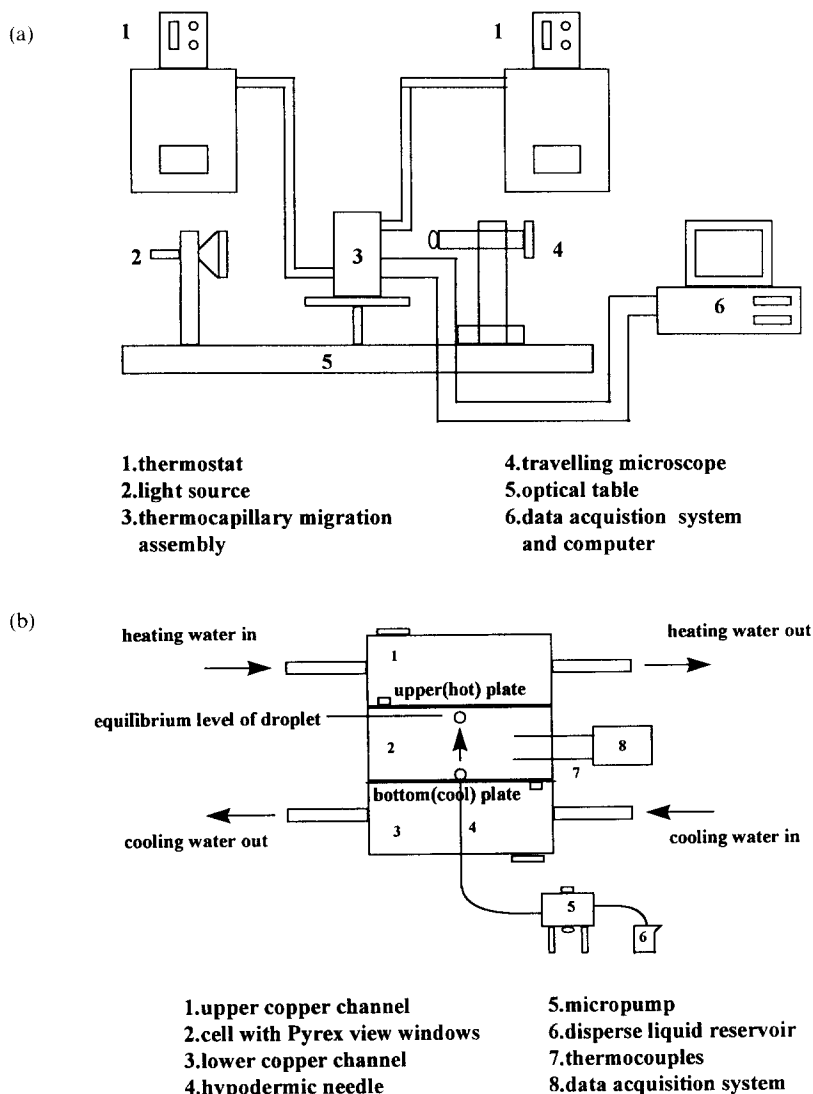 (a)
1
1
2
3
4
6
5
1.thermostat
2.light source
3.thermocapillary migration
assembly
4.travelling microscope
5.optical table
6.data acquistion system
and computer
(b)
heating water in
heating water out
1
upper(hot) plate
equilibrium level of droplet
2
8
7
bottom(cool) plate
cooling water out
3
4
cooling water in
5
6
1.upper copper channel
2.cell with Pyrex view windows
3.lower copper channel
4.hypodermic needle
5.micropump
6.disperse liquid reservoir
7.thermocouples
8.data acquisition system